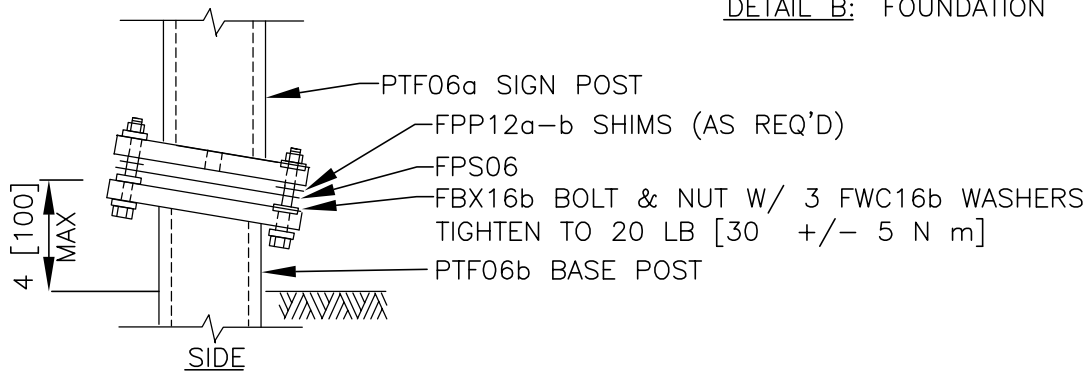 DETAIL B: FOUNDATION
PTF06a SIGN POST
FPP12a-b SHIMS (AS REQ'D)
FPS06
FBX16b BOLT & NUT W/ 3 FWC16b WASHERS
TIGHTEN TO 20 LB [30 +/- 5 N m]
PTF06b BASE POST
4 [100]
MAX
SIDE